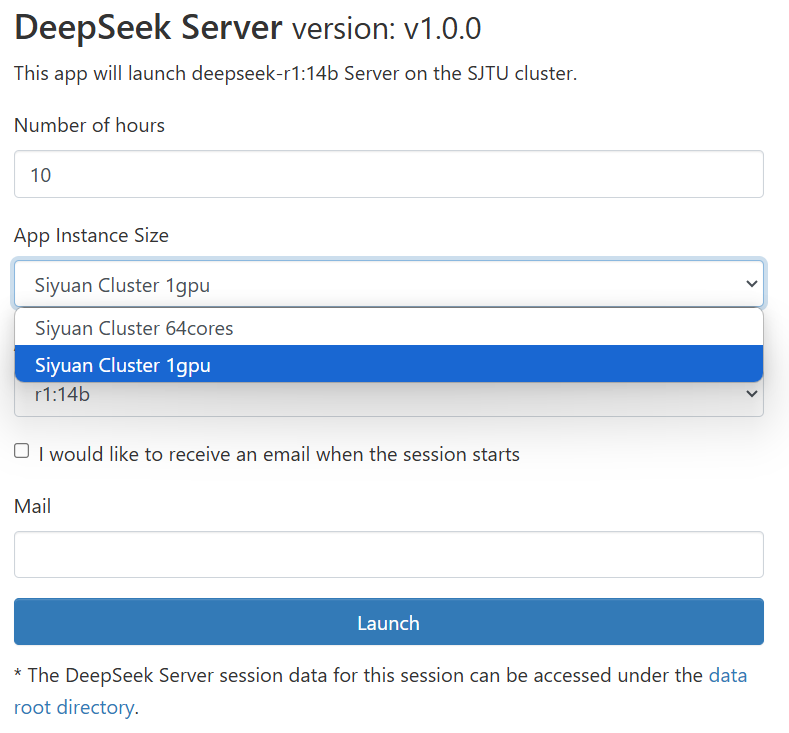 DeepSeek Server version: v1.0.0
This app will launch deepseek-r1:14b Server on the SJTU cluster.
Number of hours
10
App Instance Size
Siyuan Cluster 1gpu
Siyuan Cluster 64cores
Siyuan Cluster 1gpu
r1:14b
I would like to receive an email when the session starts
Mail
Launch
* The DeepSeek Server session data for this session can be accessed under the data
root directory.